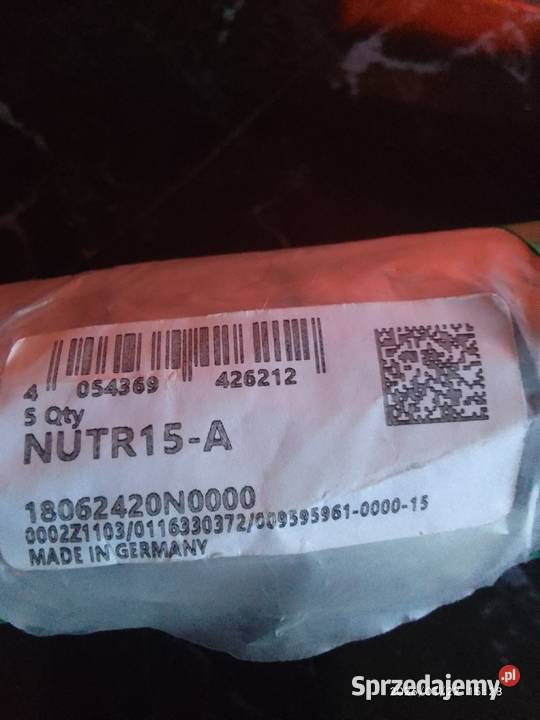 4 054369 426212
5 Qty
NUTR15-A
18062420N0000
0002Z1103/0116330372/009595961-0000-15
MADE IN GERMANY
Sprzedajemy.pl